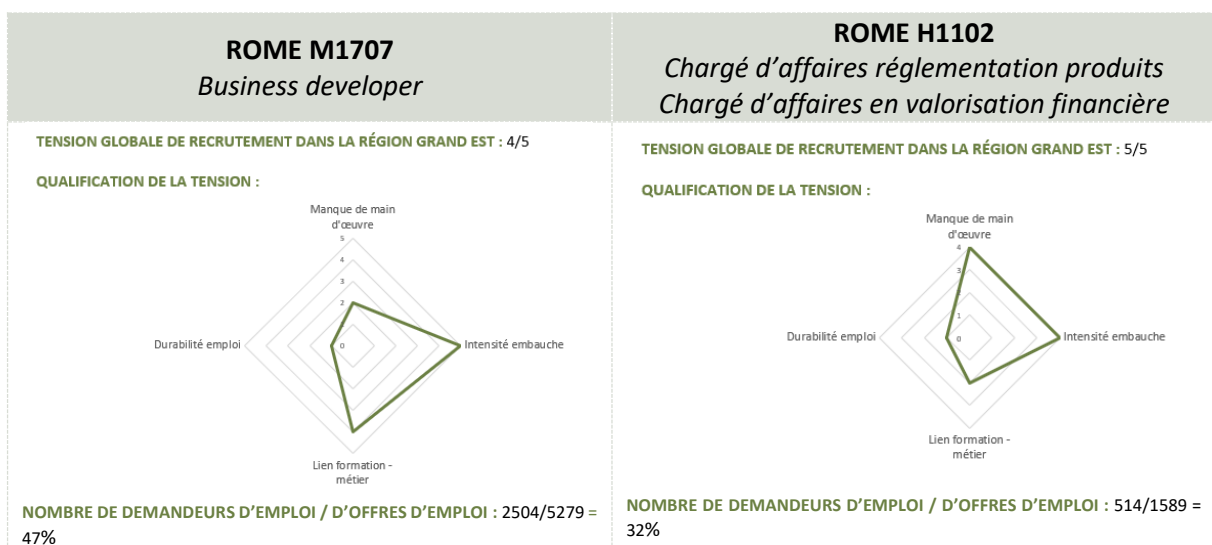 ROME M1707
Business developer
ROME H1102
Chargé d’affaires réglementation produits
Chargé d’affaires en valorisation financière
TENSION GLOBALE DE RECRUTEMENT DANS LA RÉGION GRAND EST : 4/5
QUALIFICATION DE LA TENSION :
Manque de main
d'œuvre
5
4
3
2
1
0
Durabilité emploi
Intensité embauche
Lien formation -
métier
NOMBRE DE DEMANDEURS D’EMPLOI / D’OFFRES D’EMPLOI : 2504/5279 =
47%
TENSION GLOBALE DE RECRUTEMENT DANS LA RÉGION GRAND EST : 5/5
QUALIFICATION DE LA TENSION :
Manque de main
d'œuvre
4
3
2
1
0
Durabilité emploi
Intensité embauche
Lien formation -
métier
NOMBRE DE DEMANDEURS D’EMPLOI / D’OFFRES D’EMPLOI : 514/1589 =
32%